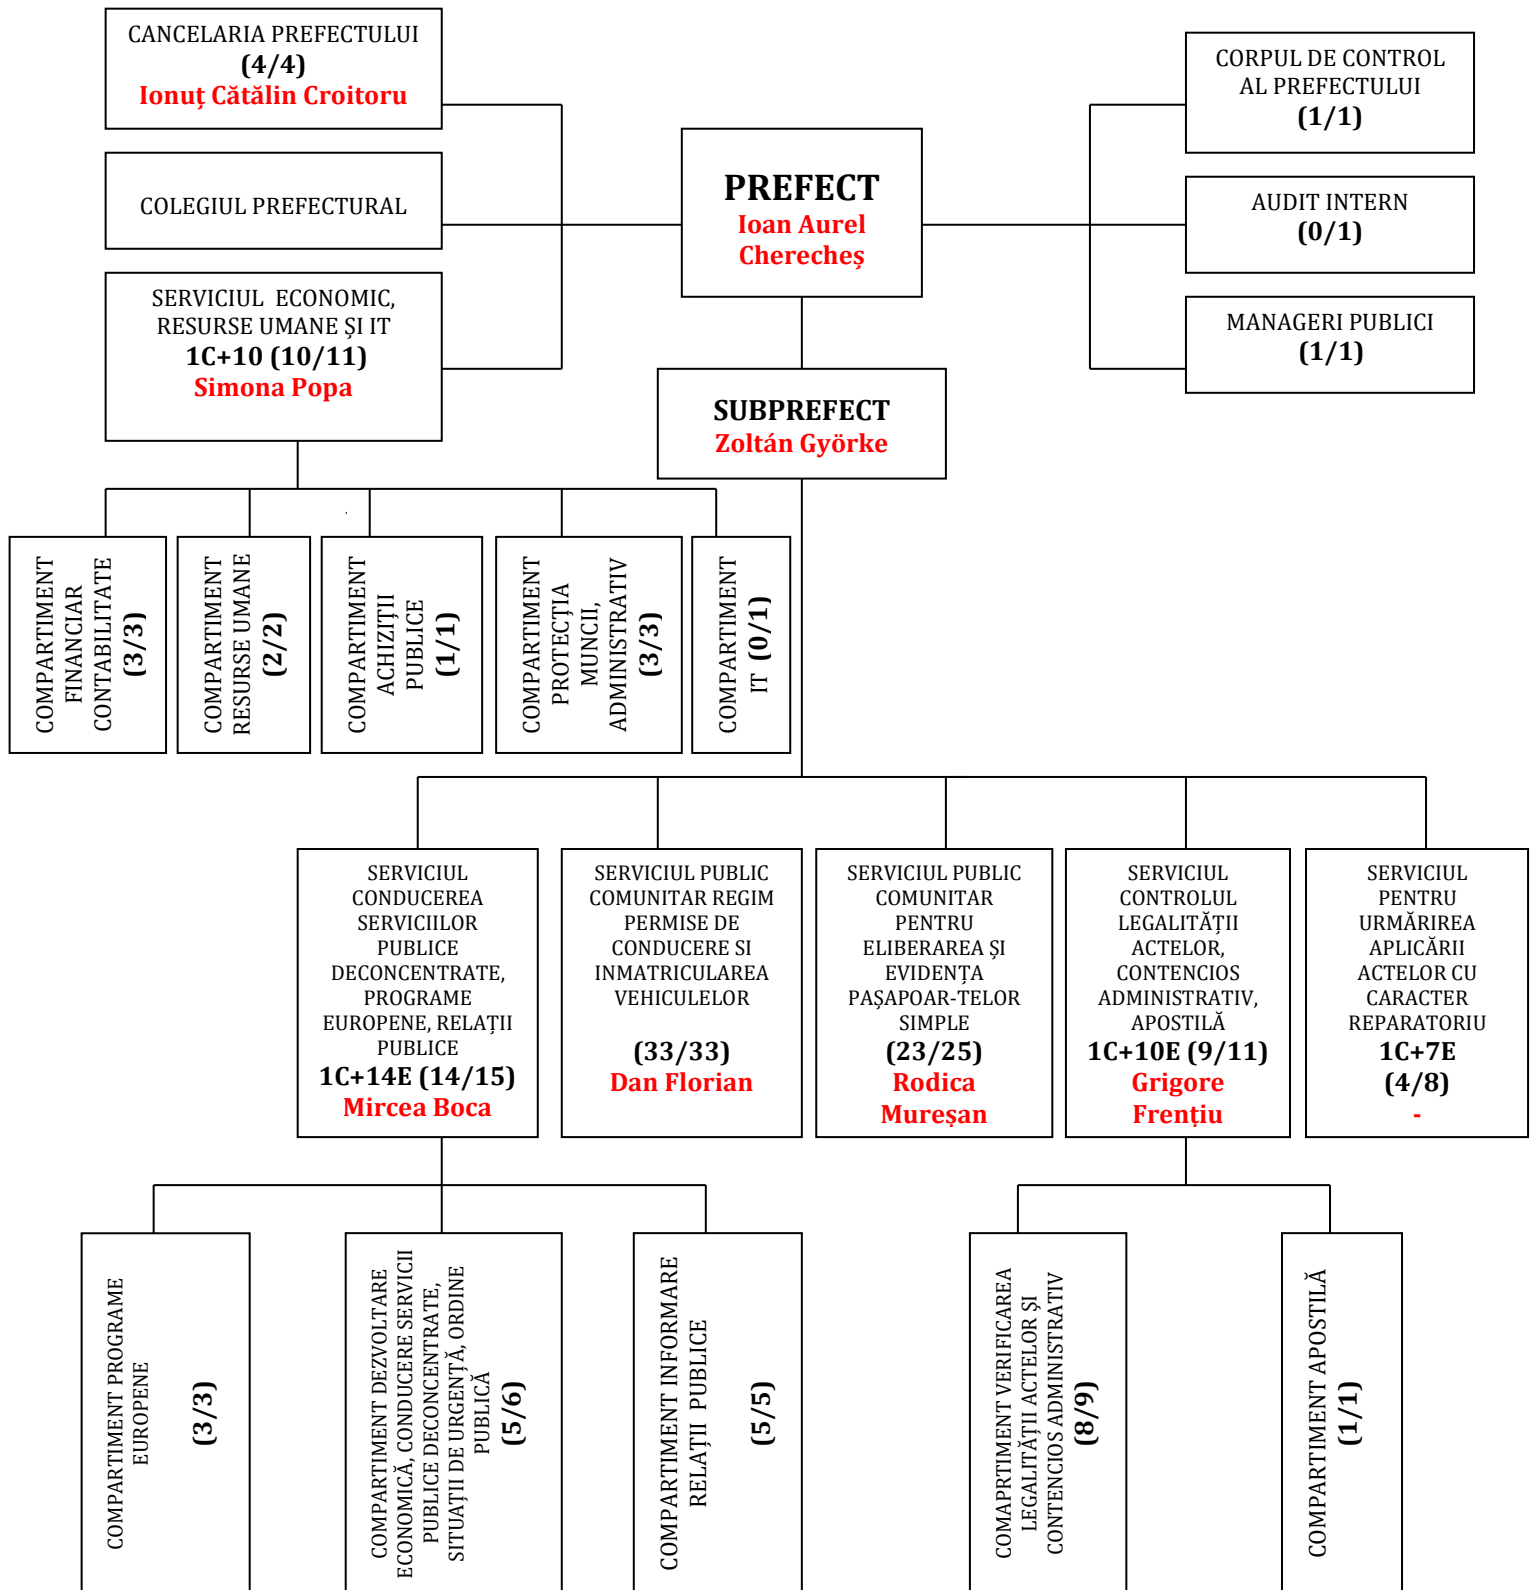 CANCELARIA PREFECTULUI
(4/4)
Ionuț Cătălin Croitoru
COLEGIUL PREFECTURAL
SERVICIUL ECONOMIC,
RESURSE UMANE ȘI IT
1C+10 (10/11)
Simona Popa
PREFECT
Ioan Aurel
Cherecheș
CORPUL DE CONTROL
AL PREFECTULUI
(1/1)
AUDIT INTERN
(0/1)
MANAGERI PUBLICI
(1/1)
SUBPREFECT
Zoltán Györke
COMPARTIMENT
FINANCIAR
CONTABILITATE
(3/3)
COMPARTIMENT
RESURSE UMANE
(2/2)
COMPARTIMENT
ACHIZIȚII
PUBLICE
(1/1)
COMPARTIMENT
PROTECȚIA
MUNCII,
ADMINISTRATIV
(3/3)
COMPARTIMENT
IT (0/1)
SERVICIUL
CONDUCEREA
SERVICIILOR
PUBLICE
DECONCENTRATE,
PROGRAME
EUROPENE, RELAȚII
PUBLICE
1C+14E (14/15)
Mircea Boca
SERVICIUL PUBLIC
COMUNITAR REGIM
PERMISE DE
CONDUCERE SI
INMATRICULAREA
VEHICULELOR
(33/33)
Dan Florian
SERVICIUL PUBLIC
COMUNITAR
PENTRU
ELIBERAREA ȘI
EVIDENȚA
PAȘAPOAR-TELOR
SIMPLE
(23/25)
Rodica
Mureșan
SERVICIUL
CONTROLUL
LEGALITĂȚII
ACTELOR,
CONTENCIOS
ADMINISTRATIV,
APOSTILĂ
1C+10E (9/11)
Grigore
Frențiu
SERVICIUL
PENTRU
URMĂRIREA
APLICĂRII
ACTELOR CU
CARACTER
REPARATORIU
1C+7E
(4/8)
-
COMPARTIMENT PROGRAME
EUROPENE
(3/3)
COMPARTIMENT DEZVOLTARE
ECONOMICĂ, CONDUCERE SERVICII
PUBLICE DECONCENTRATE,
SITUAȚII DE URGENȚĂ, ORDINE
PUBLICĂ
(5/6)
COMPARTIMENT INFORMARE
RELAȚII PUBLICE
(5/5)
COMAPRTIMENT VERIFICAREA
LEGALITĂȚII ACTELOR ȘI
CONTENCIOS ADMINISTRATIV
(8/9)
COMPARTIMENT APOSTILĂ
(1/1)